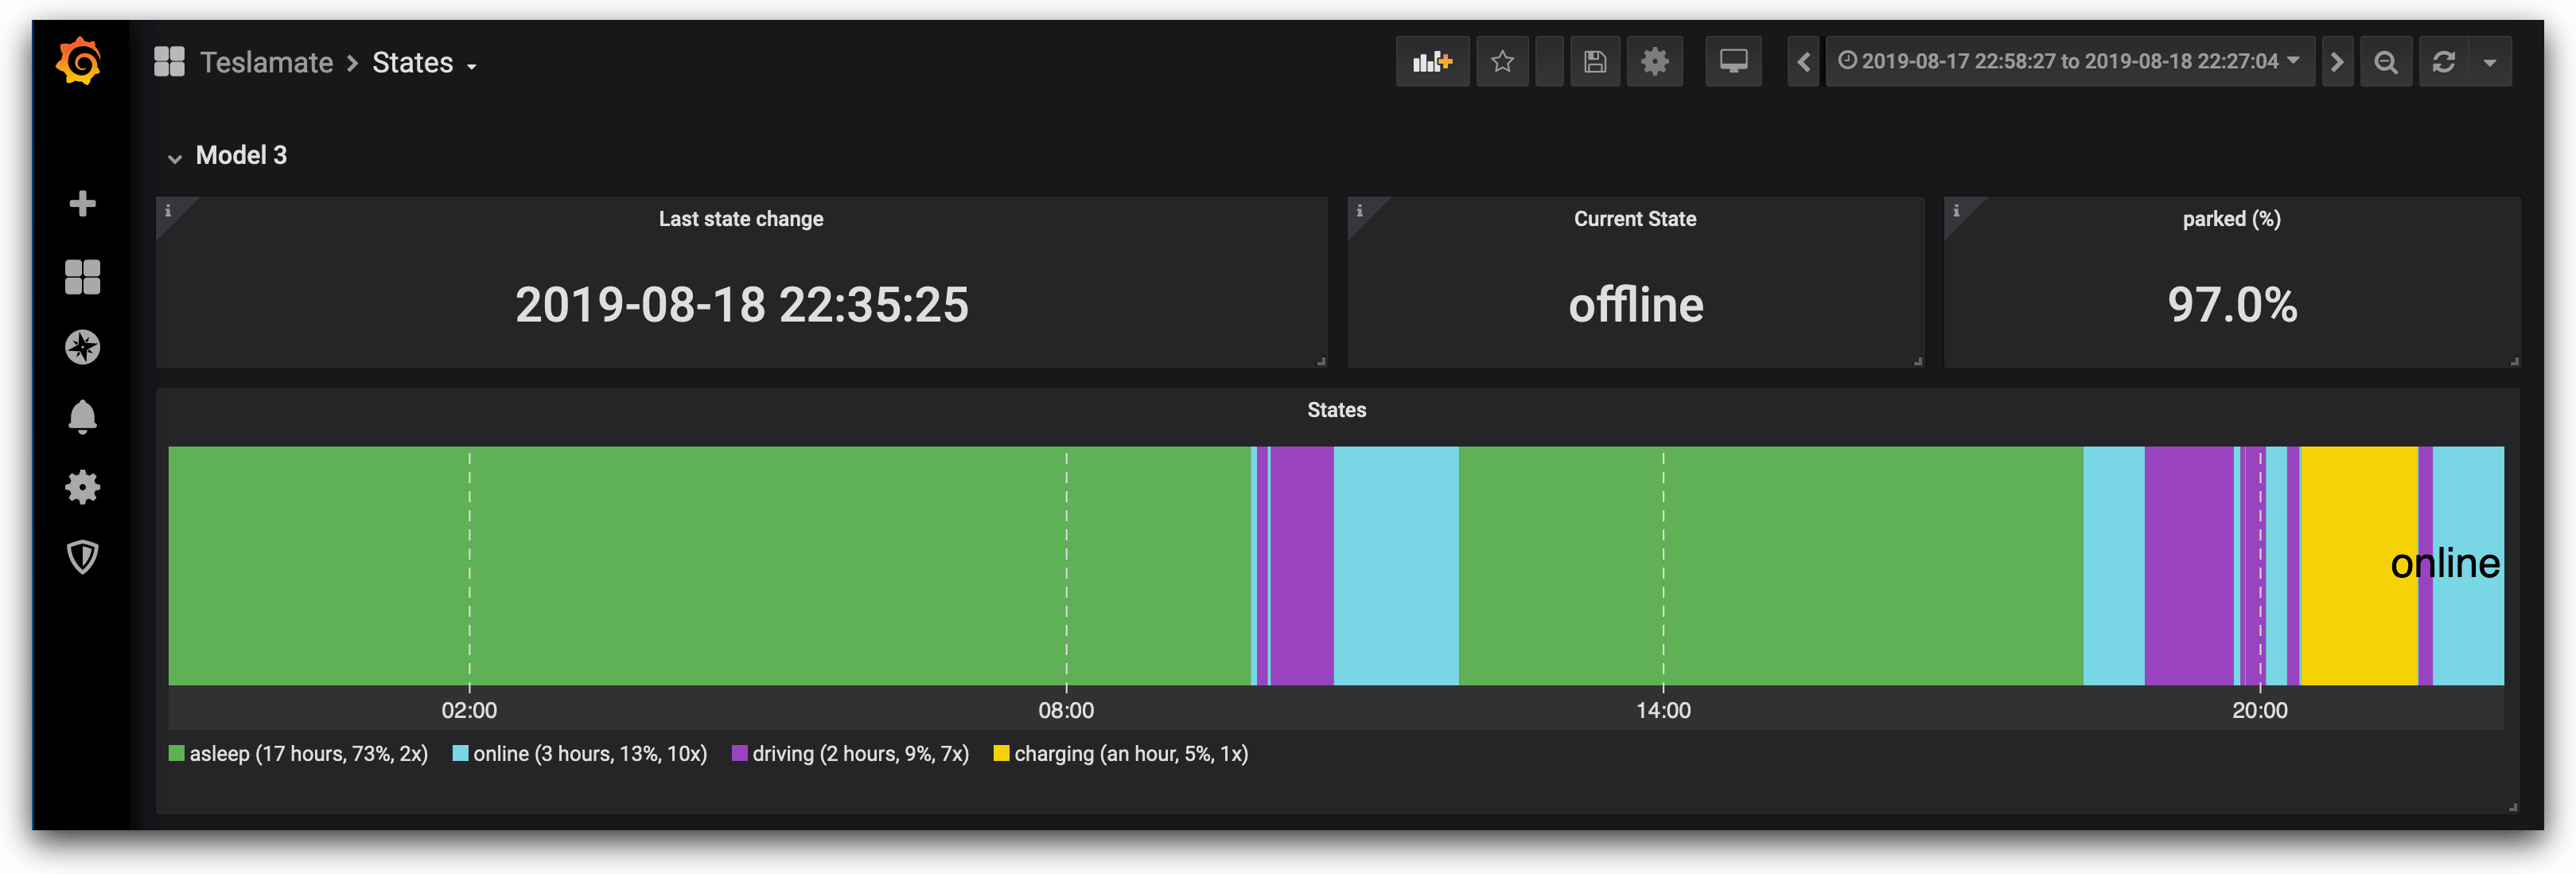 Teslamate > States
2019-08-17 22:58:27 to 2019-08-18 22:27:04
Model 3
Last state change
2019-08-18 22:35:25
Current State
offline
parked (%)
97.0%
States
online
02:00 08:00 14:00 20:00
asleep (17 hours, 73%, 2x) online (3 hours, 13%, 10x) driving (2 hours, 9%, 7x) charging (an hour, 5%, 1x)